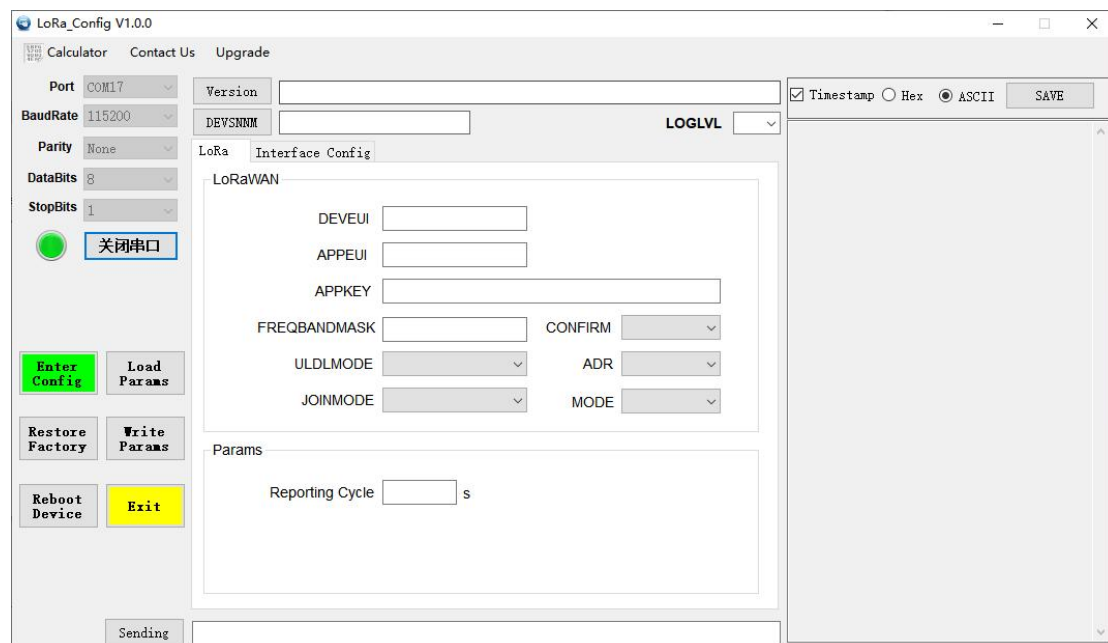 LoRa_Config V1.0.0
Calculator Contact Us Upgrade
Port COM17
BaudRate 115200
Parity None
DataBits 8
StopBits 1
关闭串口
Enter Config
Load Params
Restore Factory
Write Params
Reboot Device
Exit
Version
DEVSNNM
LOGLVL
LoRa Interface Config
LoRaWAN
DEVEUI
APPEUI
APPKEY
FREQBANDMASK CONFIRM
ULDLMODE ADR
JOINMODE MODE
Params
Reporting Cycle s
Sending
Timestamp Hex ASCII SAVE